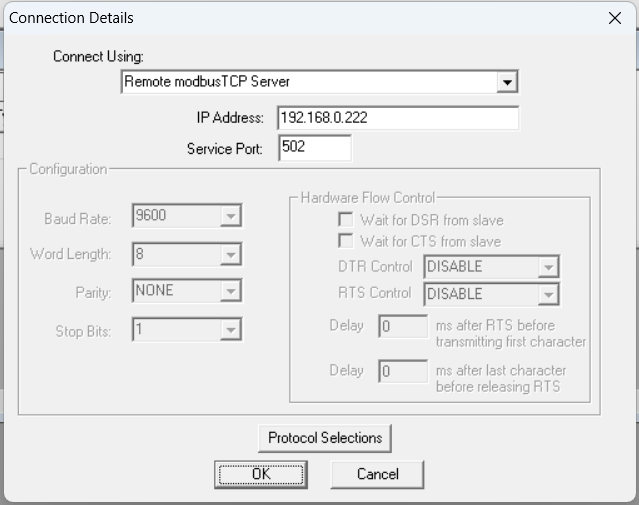 Connection Details
Connect Using:
Remote modbusTCP Server
IP Address: 192.168.0.222
Service Port: 502
Configuration
Baud Rate: 9600
Word Length: 8
Parity: NONE
Stop Bits: 1
Hardware Flow Control
Wait for DSR from slave
Wait for CTS from slave
DTR Control DISABLE
RTS Control DISABLE
Delay 0 ms after RTS before
transmitting first character
Delay 0 ms after last character
before releasing RTS
Protocol Selections
OK Cancel